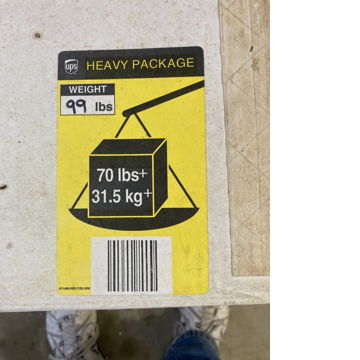 ups
HEAVY PACKAGE
WEIGHT
99 lbs
70 lbs+
31.5 kg+